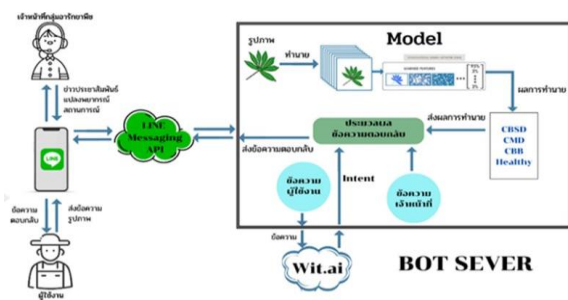 เจ้าหน้าที่กลุ่มอารักขาพืช
ข่าวประชาสัมพันธ์
แปลงพยากรณ์
สถานการณ์
LINE
LINE
Messaging
API
ข้อความ
ตอบกลับ
ส่งข้อความ
รูปภาพ
ผู้ใช้งาน
Model
รูปภาพ
ทำนาย
ผลการทำนาย
CBSD
CMD
CBB
Healthy
ส่งผลการทำนาย
ประมวลผล
ข้อความตอบกลับ
ส่งข้อความตอบกลับ
ข้อความ
ผู้ใช้งาน
Intent
ข้อความ
เจ้าหน้าที่
ข้อความ
Wit.ai
BOT SEVER